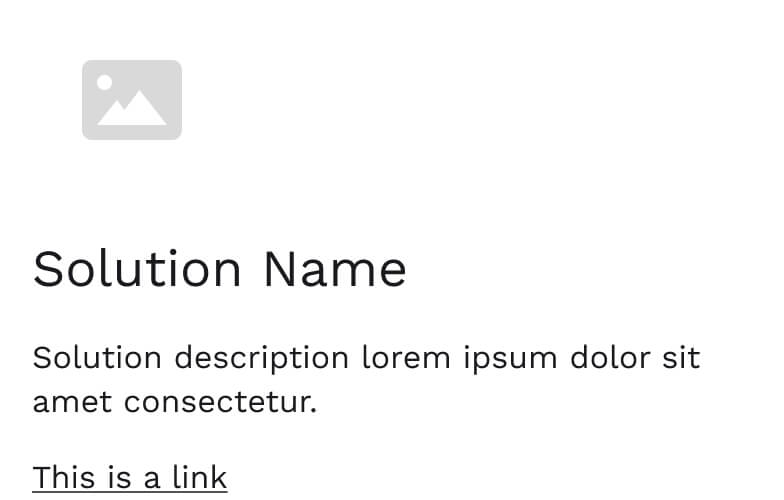 Solution Name
Solution description lorem ipsum dolor sit
amet consectetur.
This is a link